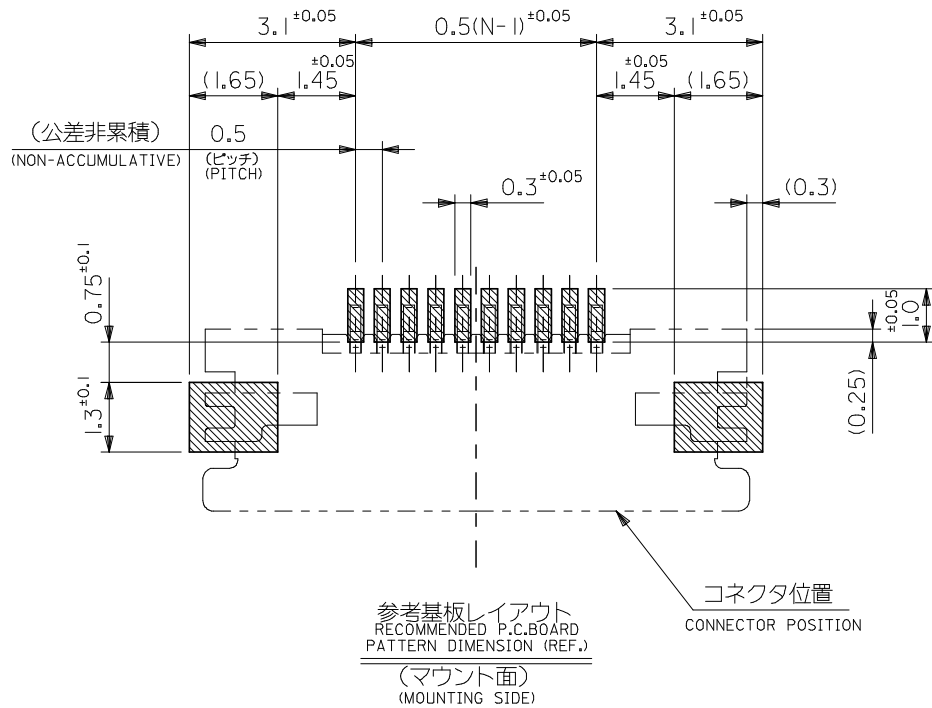 3.1±0.05
0.5(N-1)±0.05
3.1±0.05
(1.65)
1.45±0.05
1.45±0.05
(1.65)
(公差非累積)
(NON-ACCUMULATIVE)
0.5
(ピッチ)
(PITCH)
0.3±0.05
(0.3)
0.75±0.1
1.0±0.05
1.3±0.1
(0.25)
コネクタ位置
CONNECTOR POSITION
参考基板レイアウト
RECOMMENDED P.C.BOARD
PATTERN DIMENSION (REF.)
(マウント面)
(MOUNTING SIDE)